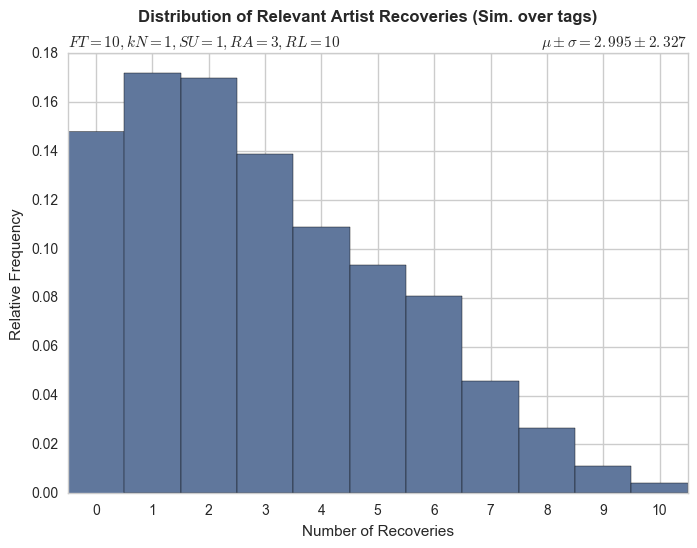 Distribution of Relevant Artist Recoveries (Sim. over tags)
FT = 10, kN = 1, SU = 1, RA = 3, RL = 10
μ ± σ = 2.995 ± 2.327
0.18
0.16
0.14
0.12
0.10
0.08
0.06
0.04
0.02
0.00
Relative Frequency
0 1 2 3 4 5 6 7 8 9 10
Number of Recoveries